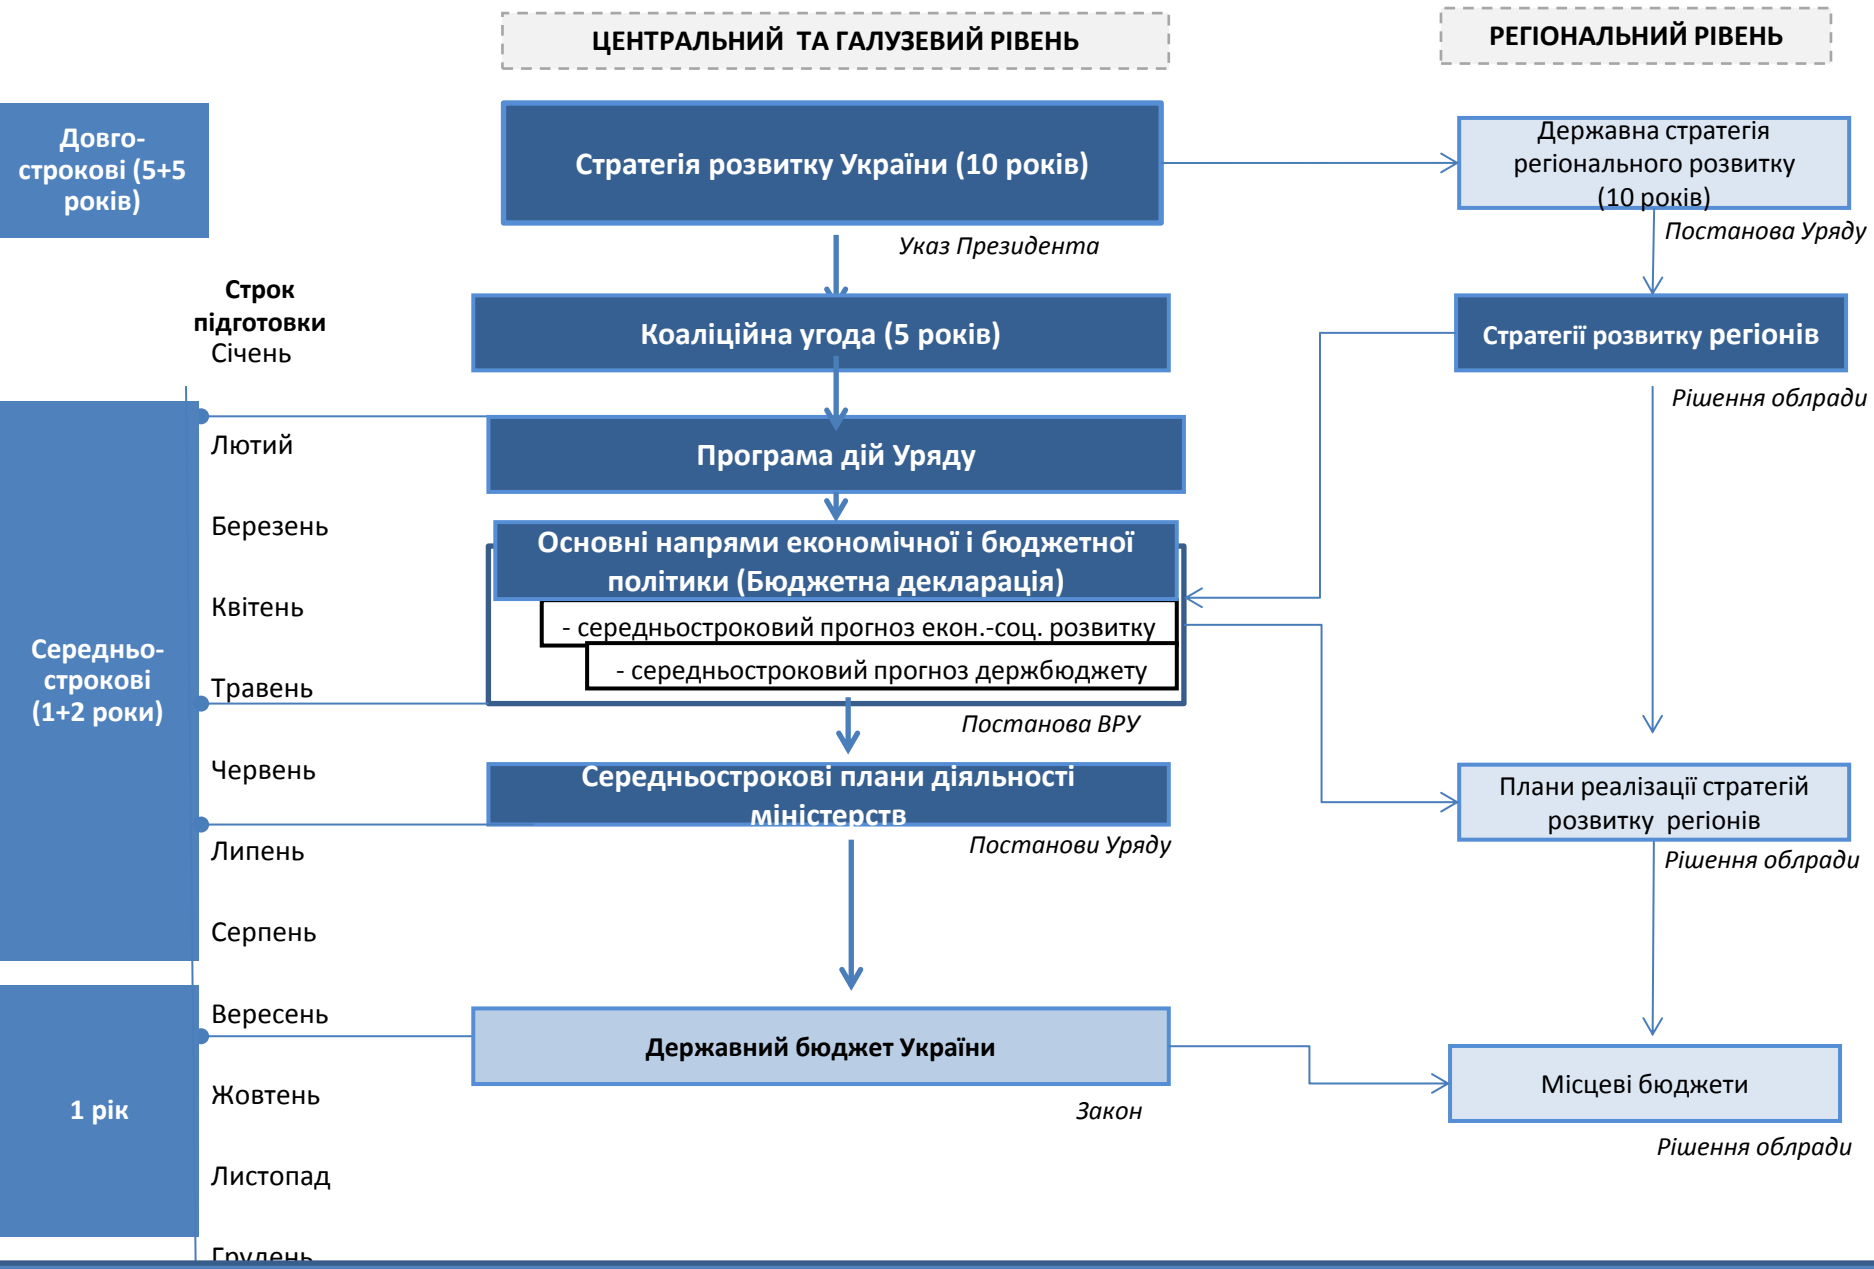 ЦЕНТРАЛЬНИЙ ТА ГАЛУЗЕВИЙ РІВЕНЬ
РЕГІОНАЛЬНИЙ РІВЕНЬ
Довго-
строкові (5+5
років)
Стратегія розвитку України (10 років)
Державна стратегія
регіонального розвитку
(10 років)
Указ Президента
Постанова Уряду
Строк
підготовки
Січень
Коаліційна угода (5 років)
Стратегії розвитку регіонів
Рішення облради
Лютий
Програма дій Уряду
Березень
Основні напрями економічної і бюджетної
політики (Бюджетна декларація)
Квітень
- середньостроковий прогноз екон.-соц. розвитку
- середньостроковий прогноз держбюджету
Середньо-
строкові
(1+2 роки)
Травень
Постанова ВРУ
Червень
Середньострокові плани діяльності
міністерств
Плани реалізації стратегій
розвитку регіонів
Постанови Уряду
Рішення облради
Липень
Серпень
Вересень
Державний бюджет України
Місцеві бюджети
1 рік
Жовтень
Закон
Рішення облради
Листопад
Грудень